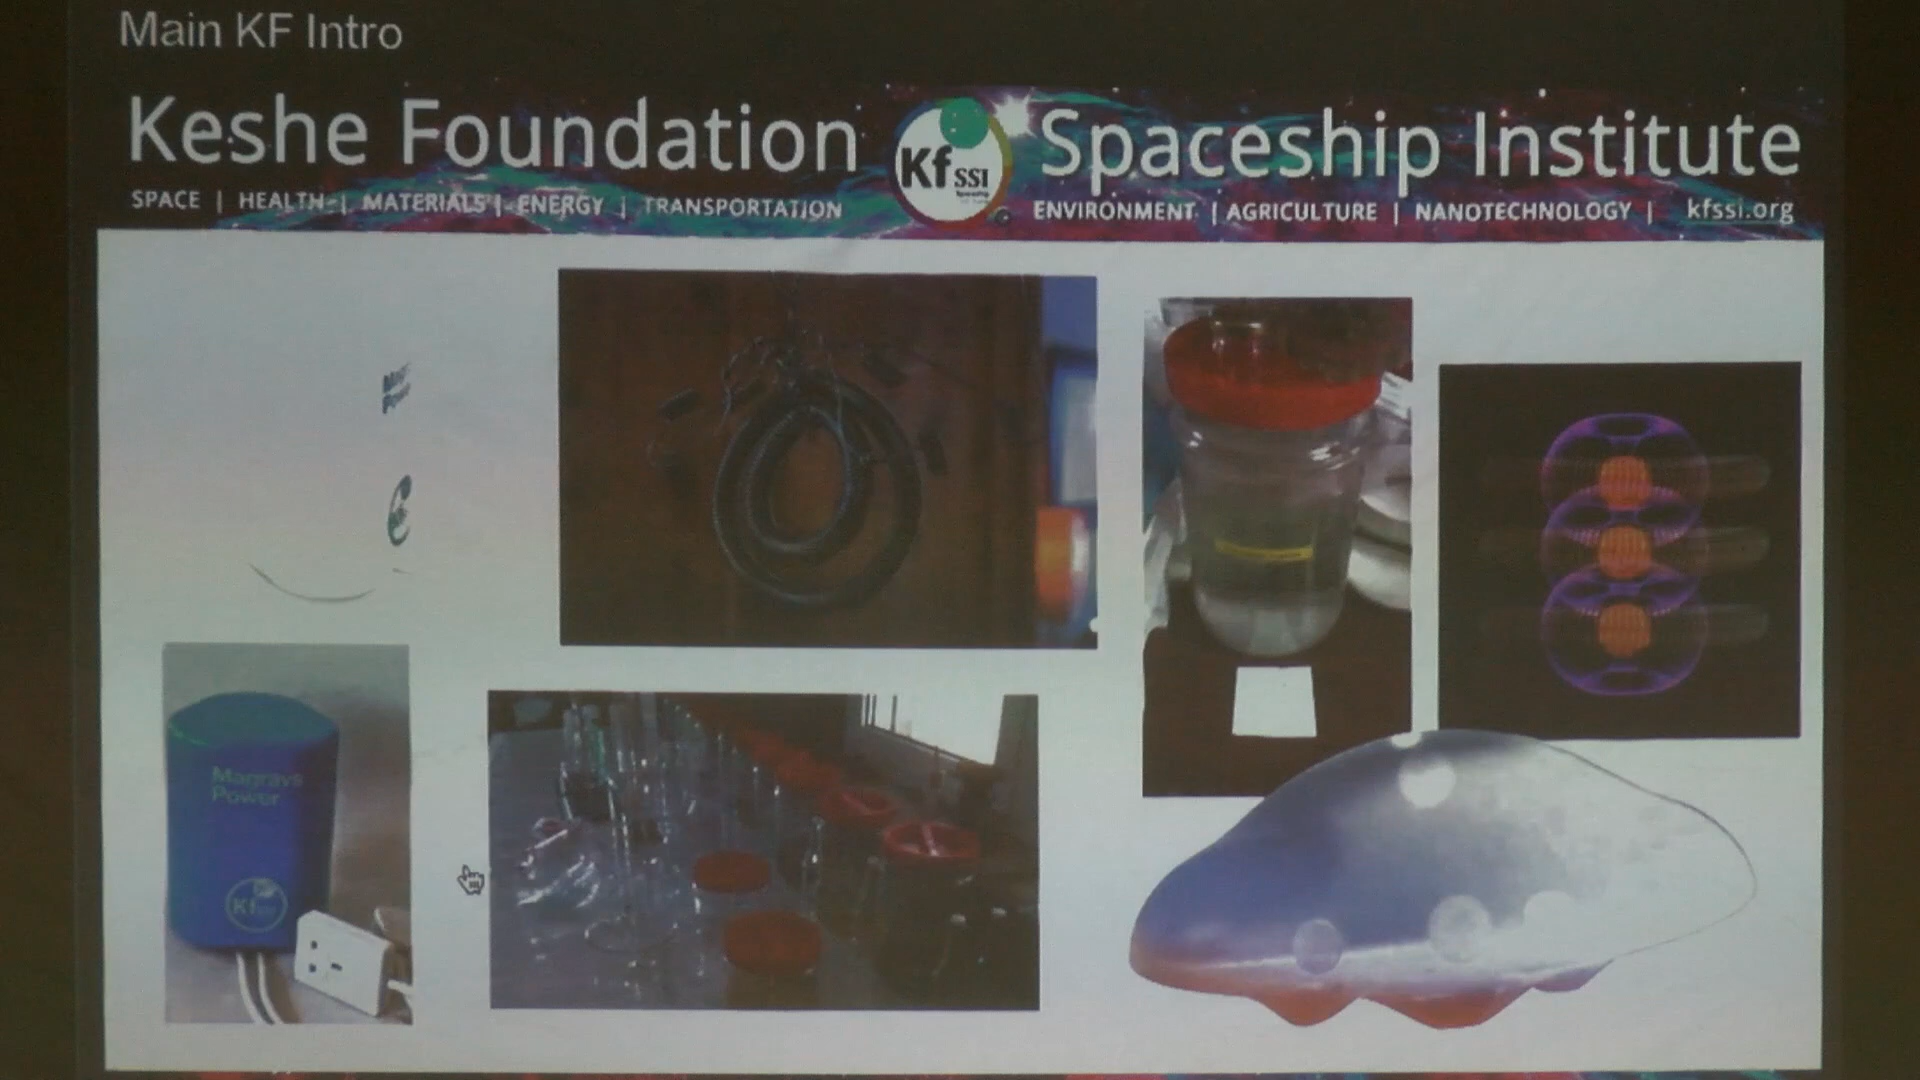 Main KF Intro
Keshe Foundation
Kf SSI
Spaceship Institute
SPACE | HEALTH | MATERIALS | ENERGY | TRANSPORTATION
ENVIRONMENT | AGRICULTURE | NANOTECHNOLOGY | kfssi.org
Magravs
Power
Kf